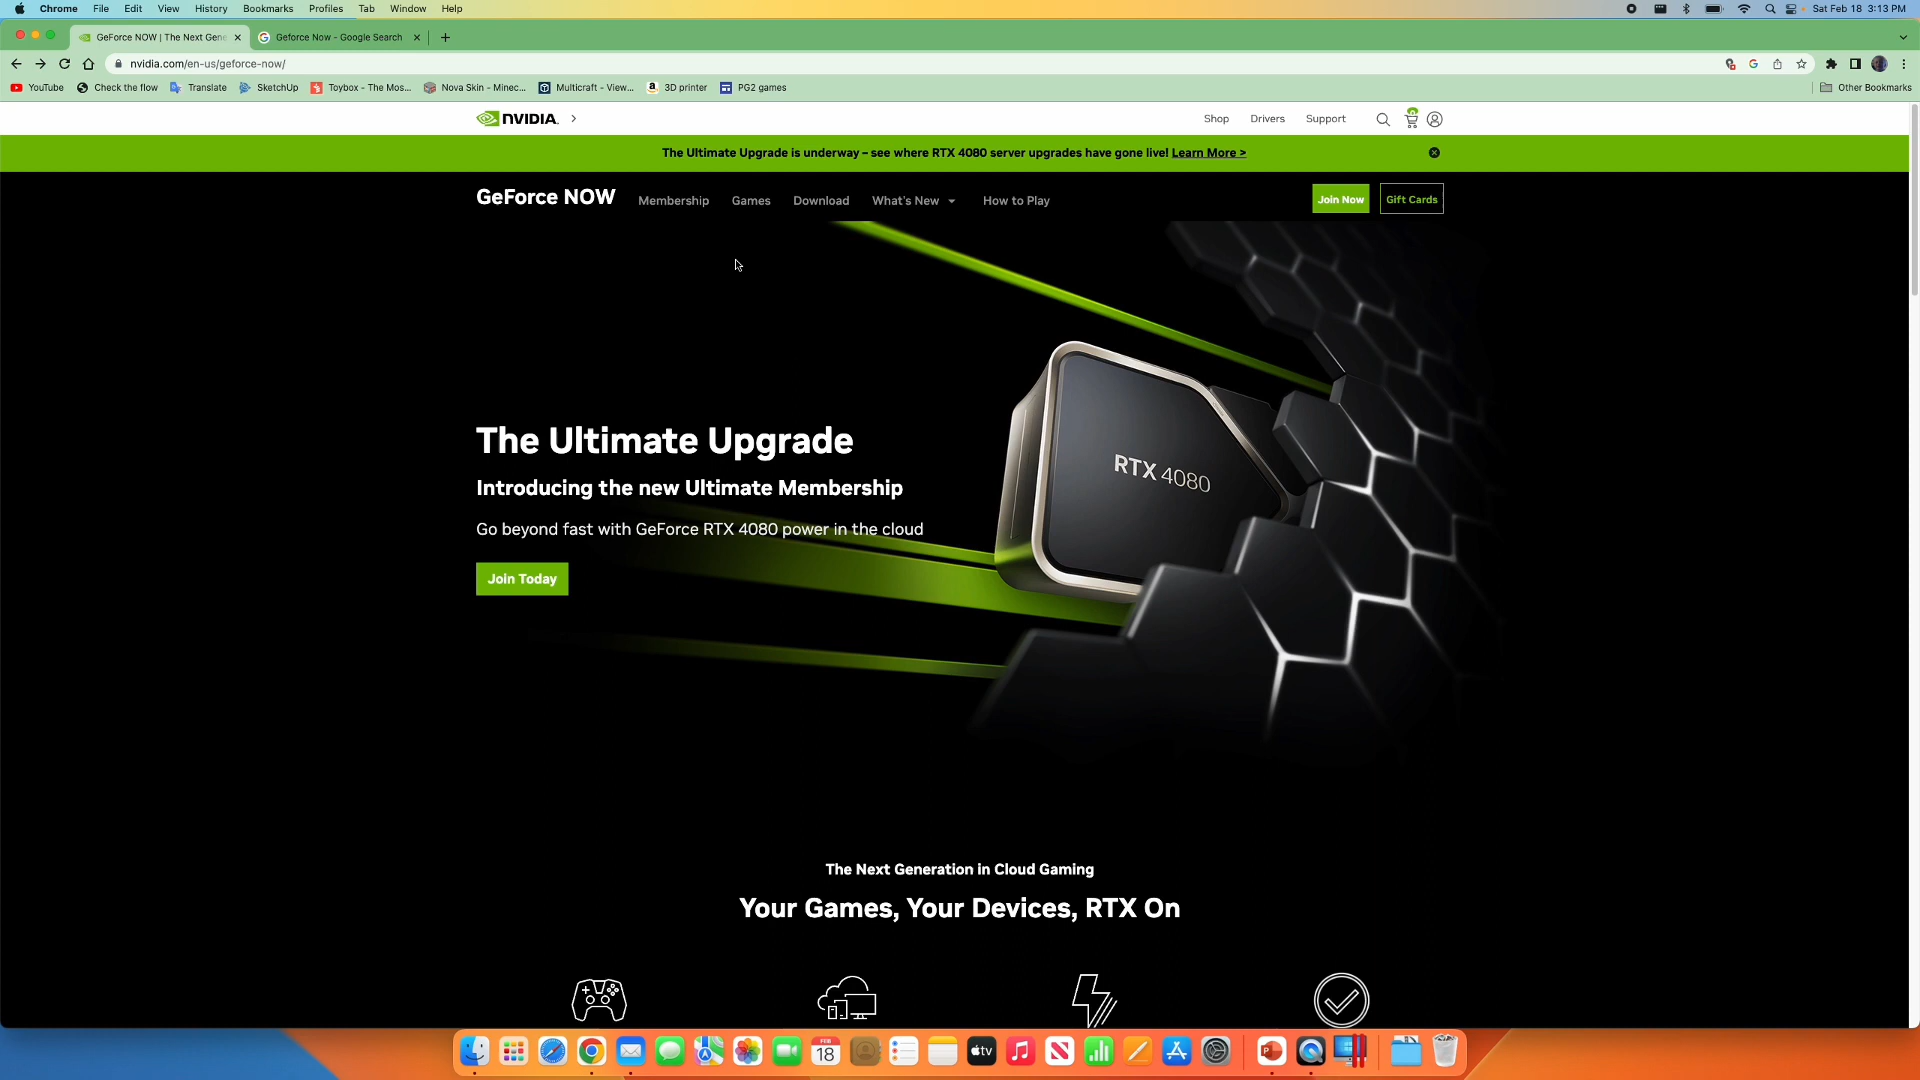 Chrome File Edit View History Bookmarks Profiles Tab Window Help Sat Feb 18 3:13 PM
GeForce NOW | The Next Gene Geforce Now - Google Search
nvidia.com/en-us/geforce-now/
YouTube Check the flow Translate SketchUp Toybox - The Mos... Nova Skin - Minec... Multicraft - View... 3D printer PG2 games Other Bookmarks
NVIDIA Shop Drivers Support
The Ultimate Upgrade is underway – see where RTX 4080 server upgrades have gone live! Learn More >
GeForce NOW Membership Games Download What's New How to Play Join Now Gift Cards
The Ultimate Upgrade
Introducing the new Ultimate Membership
Go beyond fast with GeForce RTX 4080 power in the cloud
Join Today
RTX 4080
The Next Generation in Cloud Gaming
Your Games, Your Devices, RTX On
FEB
18
tv